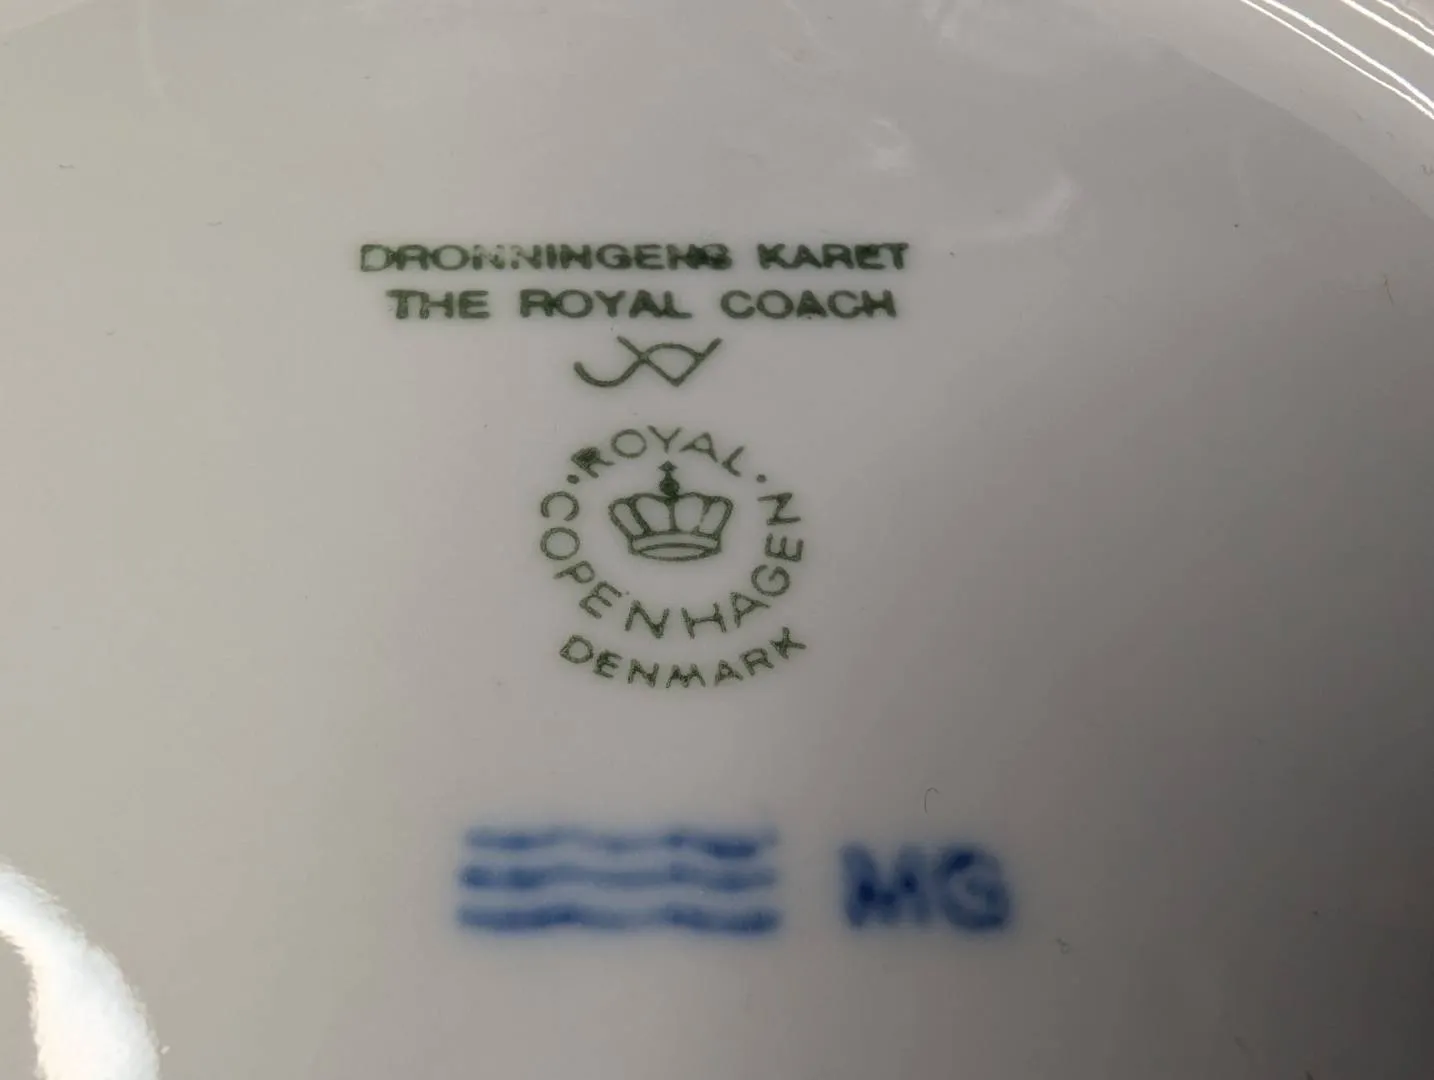 DRONNINGENS KARET
THE ROYAL COACH
ROYAL
COPENHAGEN
DENMARK
MG